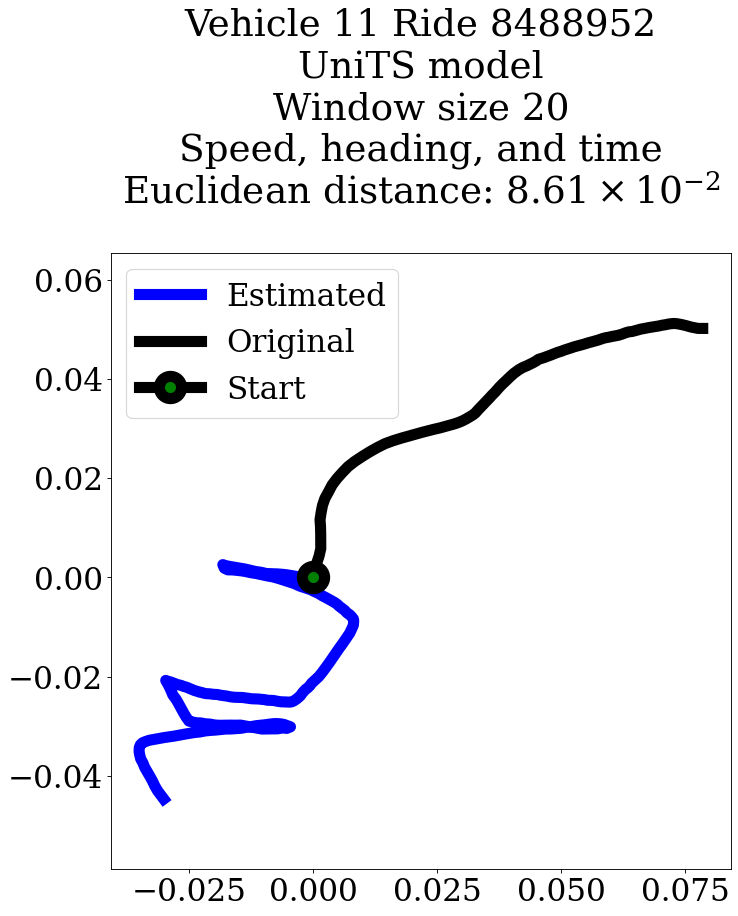 Vehicle 11 Ride 8488952
UniTS model
Window size 20
Speed, heading, and time
Euclidean distance: 8.61 × 10⁻²
Estimated
Original
Start
0.06
0.04
0.02
0.00
−0.02
−0.04
−0.025 0.000 0.025 0.050 0.075